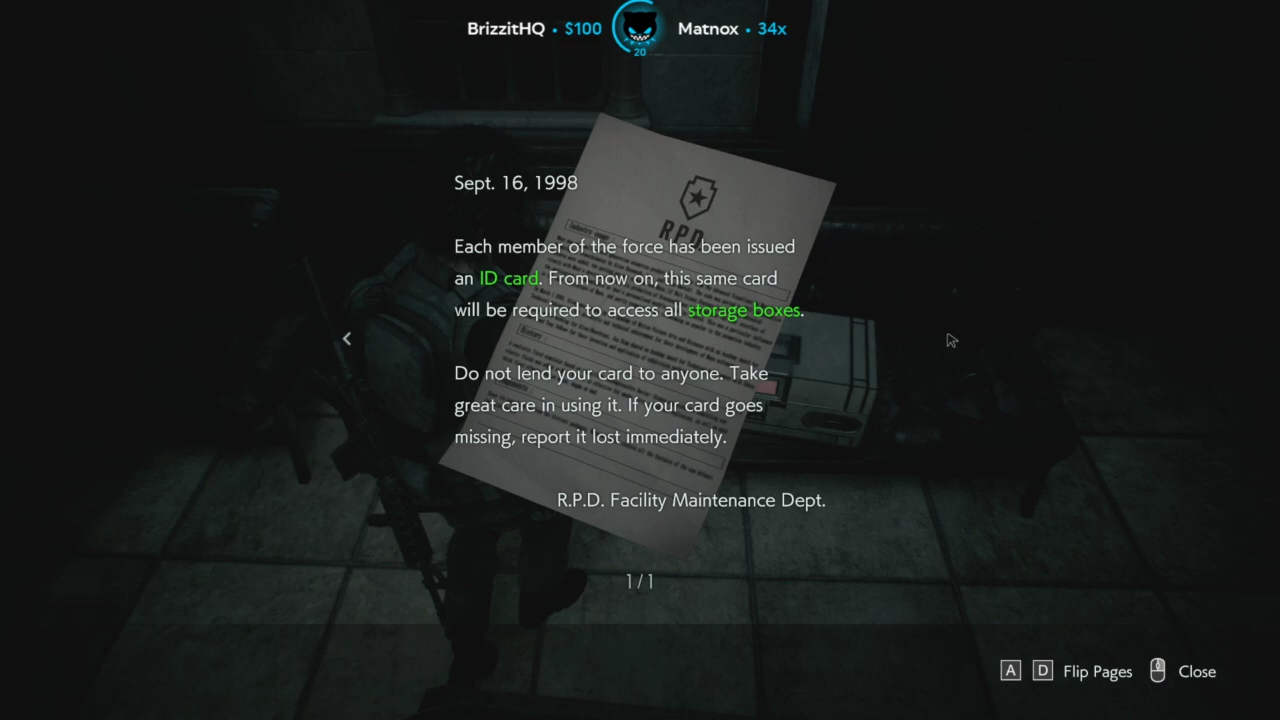 BrizzitHQ • $100
20
Matnox • 34x
R.P.D.
Sept. 16, 1998
Each member of the force has been issued
an ID card. From now on, this same card
will be required to access all storage boxes.
Do not lend your card to anyone. Take
great care in using it. If your card goes
missing, report it lost immediately.
R.P.D. Facility Maintenance Dept.
1 / 1
A D Flip Pages Close